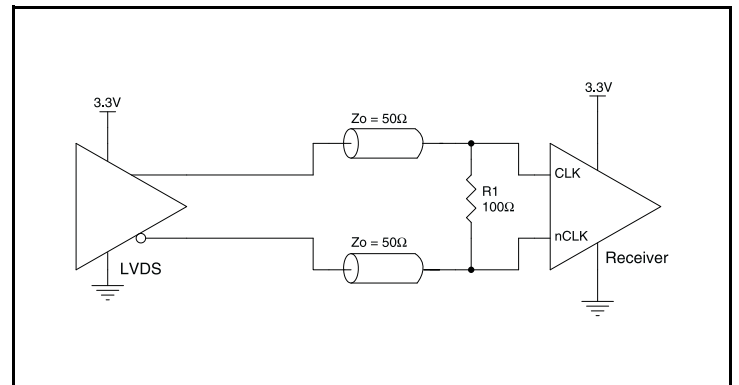 3.3V
3.3V
Zo = 50Ω
CLK
R1
100Ω
nCLK
Zo = 50Ω
Receiver
LVDS